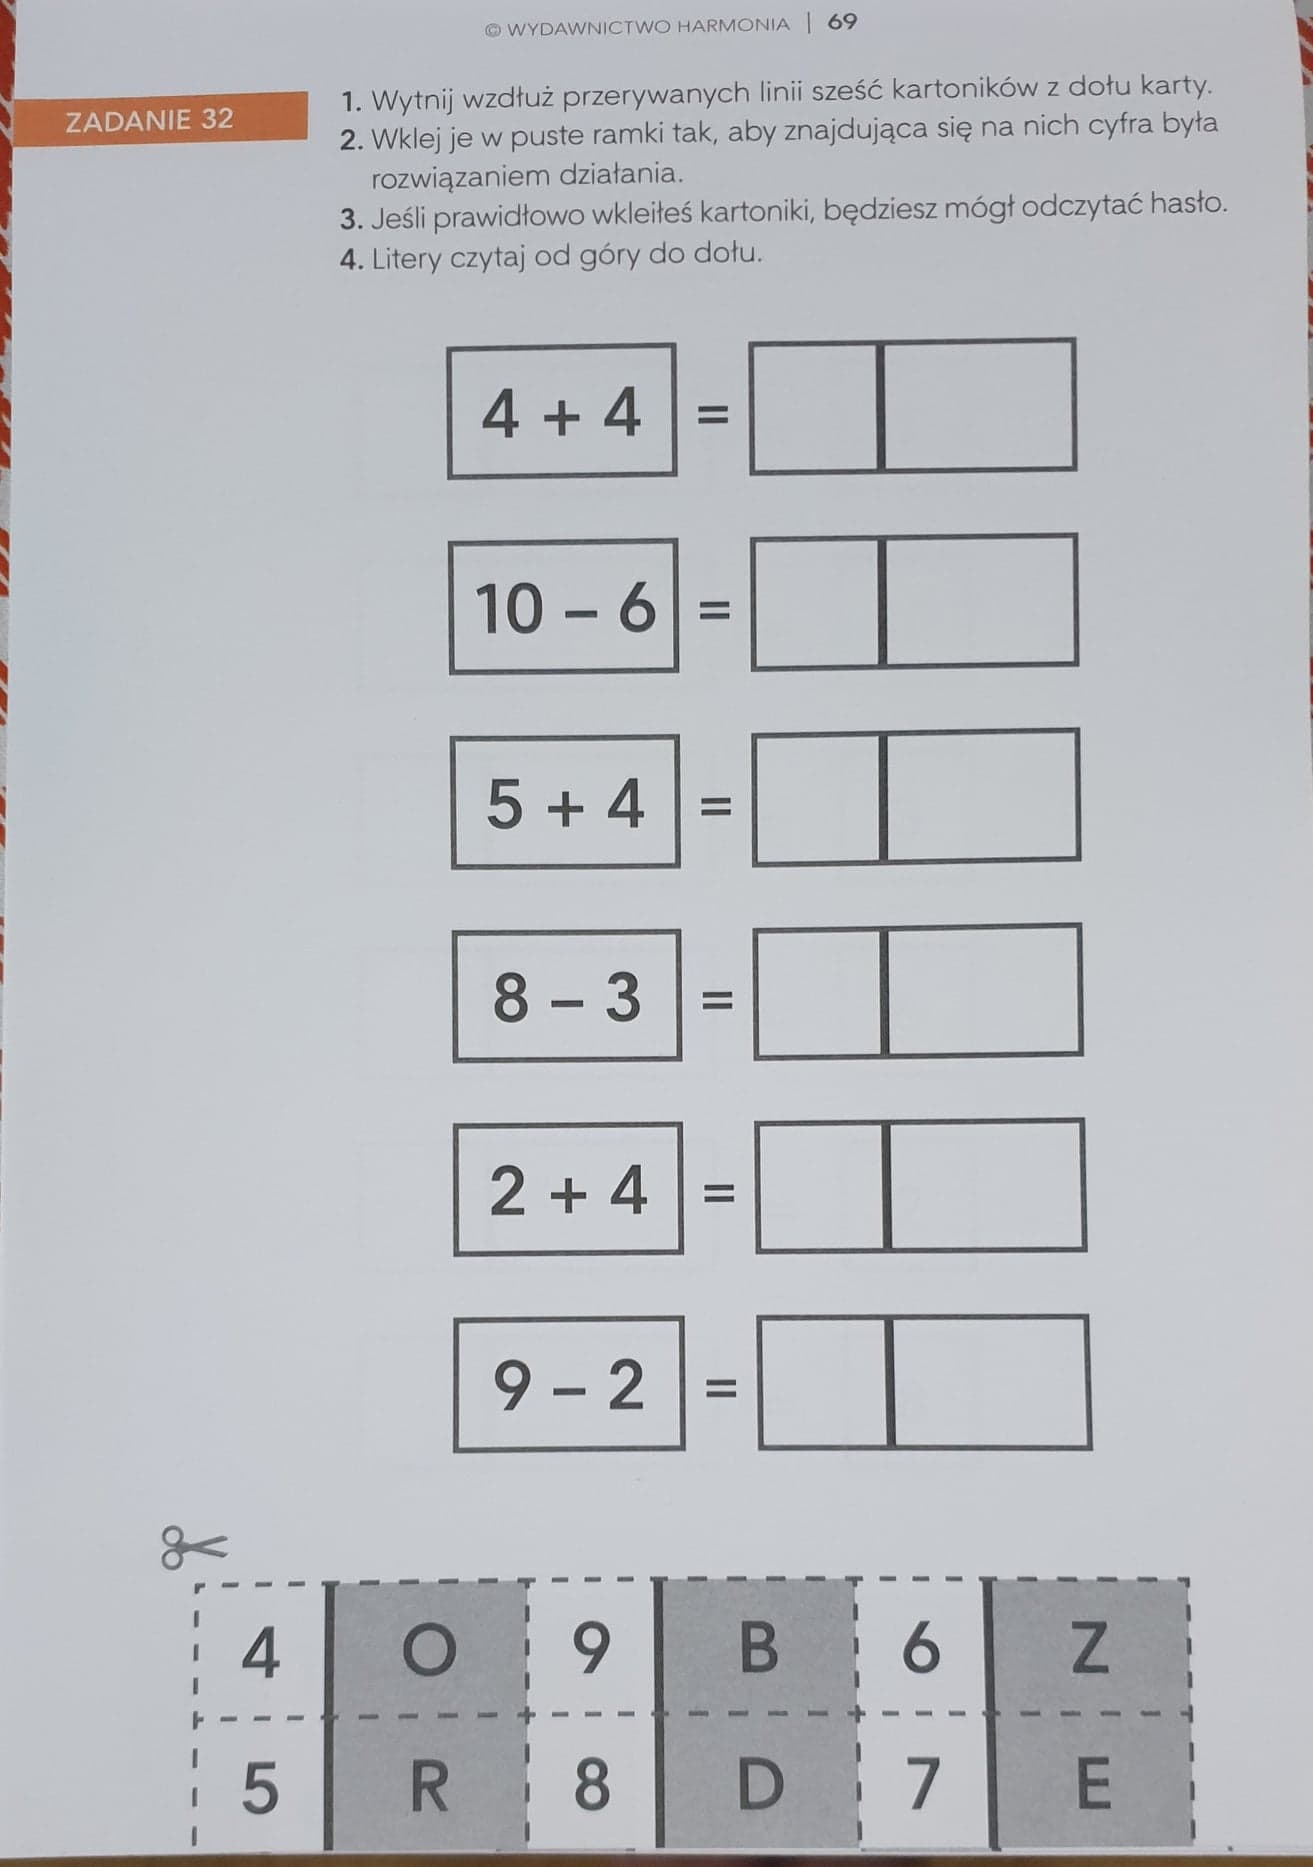 © WYDAWNICTWO HARMONIA | 69
ZADANIE 32
1. Wytnij wzdłuż przerywanych linii sześć kartoników z dołu karty.
2. Wklej je w puste ramki tak, aby znajdująca się na nich cyfra była
rozwiązaniem działania.
3. Jeśli prawidłowo wkleiłeś kartoniki, będziesz mógł odczytać hasło.
4. Litery czytaj od góry do dołu.
4 + 4 =
10 – 6 =
5 + 4 =
8 – 3 =
2 + 4 =
9 – 2 =
4 O 9 B 6 Z
5 R 8 D 7 E